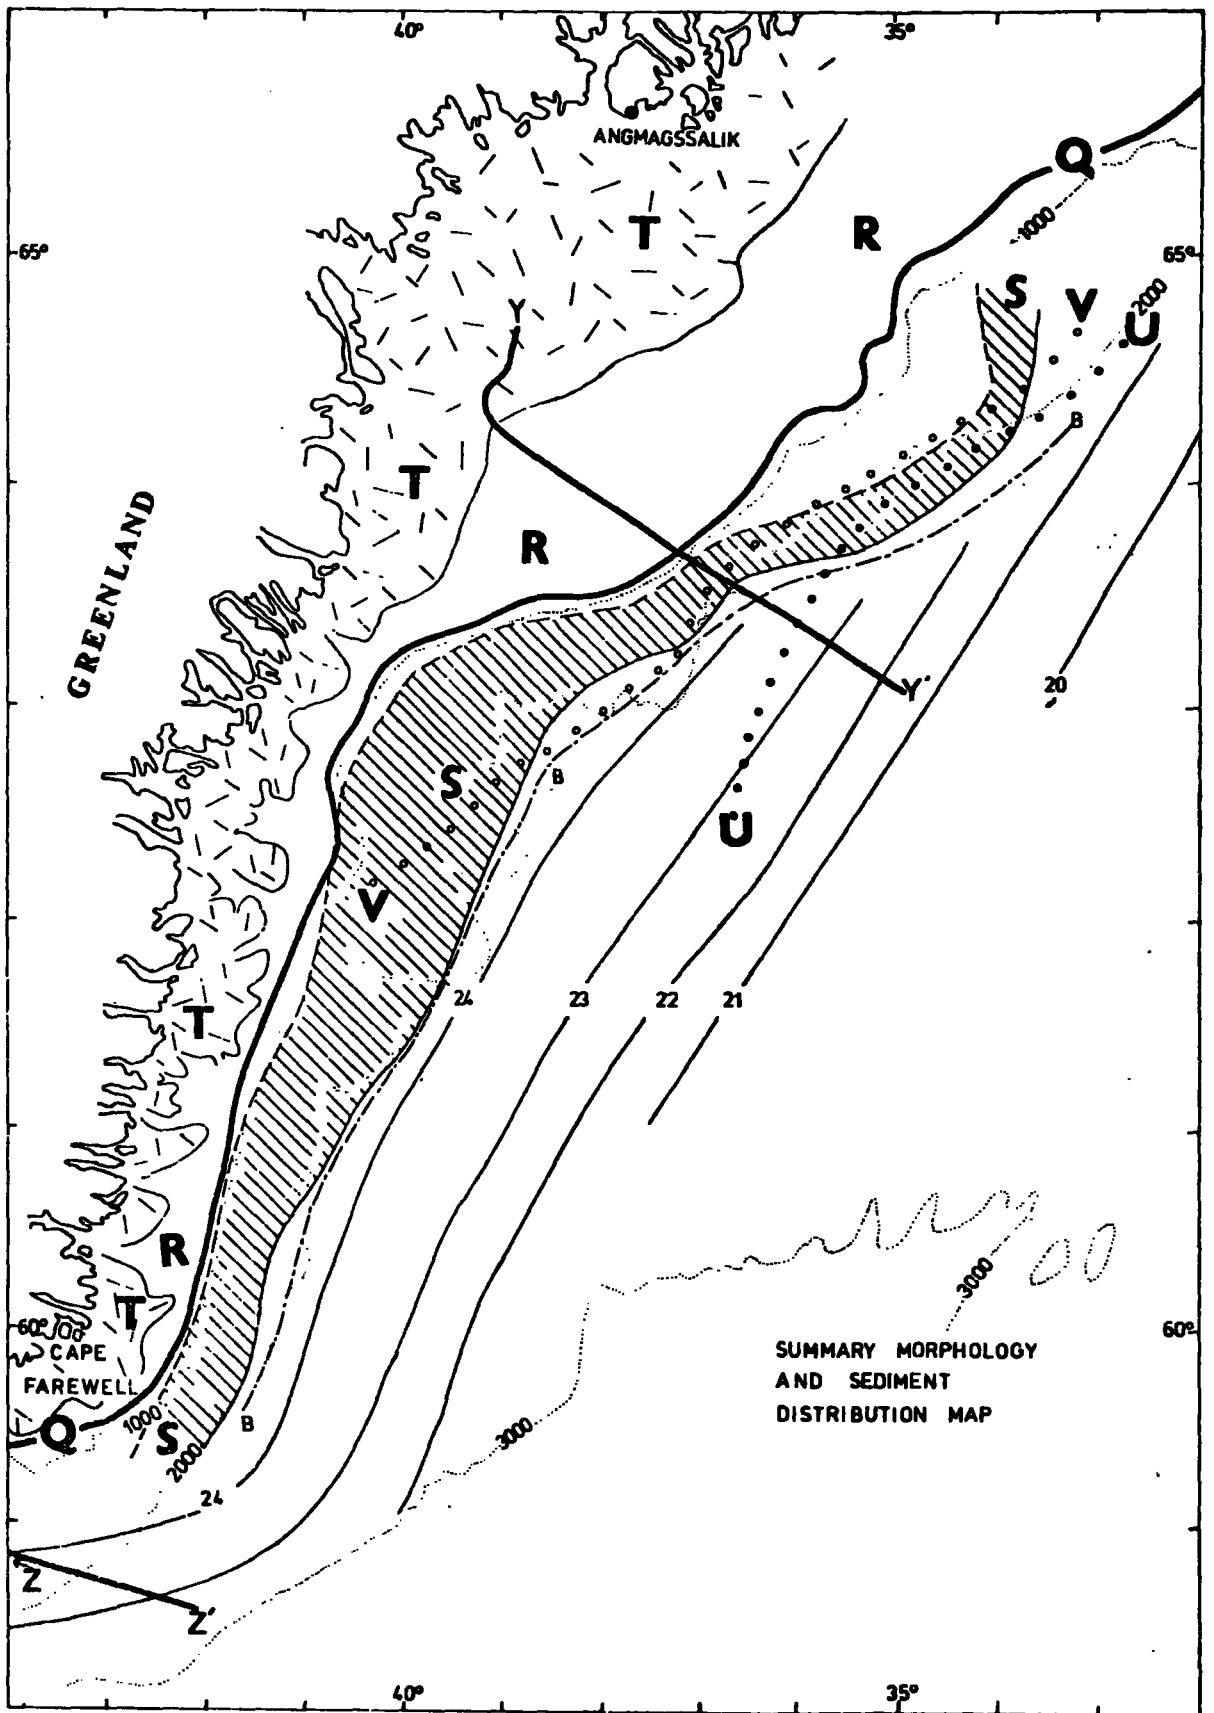 40°
35°
ANGMAGSSALIK
Q
T
R
1000
65°
65°
S
V
2000
U
Y
B
T
GREENLAND
R
Y'
20
S
B
U
V
24
23
22
21
T
R
3000
T
60°
60°
CAPE
FAREWELL
SUMMARY MORPHOLOGY
AND SEDIMENT
DISTRIBUTION MAP
1000
Q
S
B
2000
3000
24
Z
Z'
40°
35°